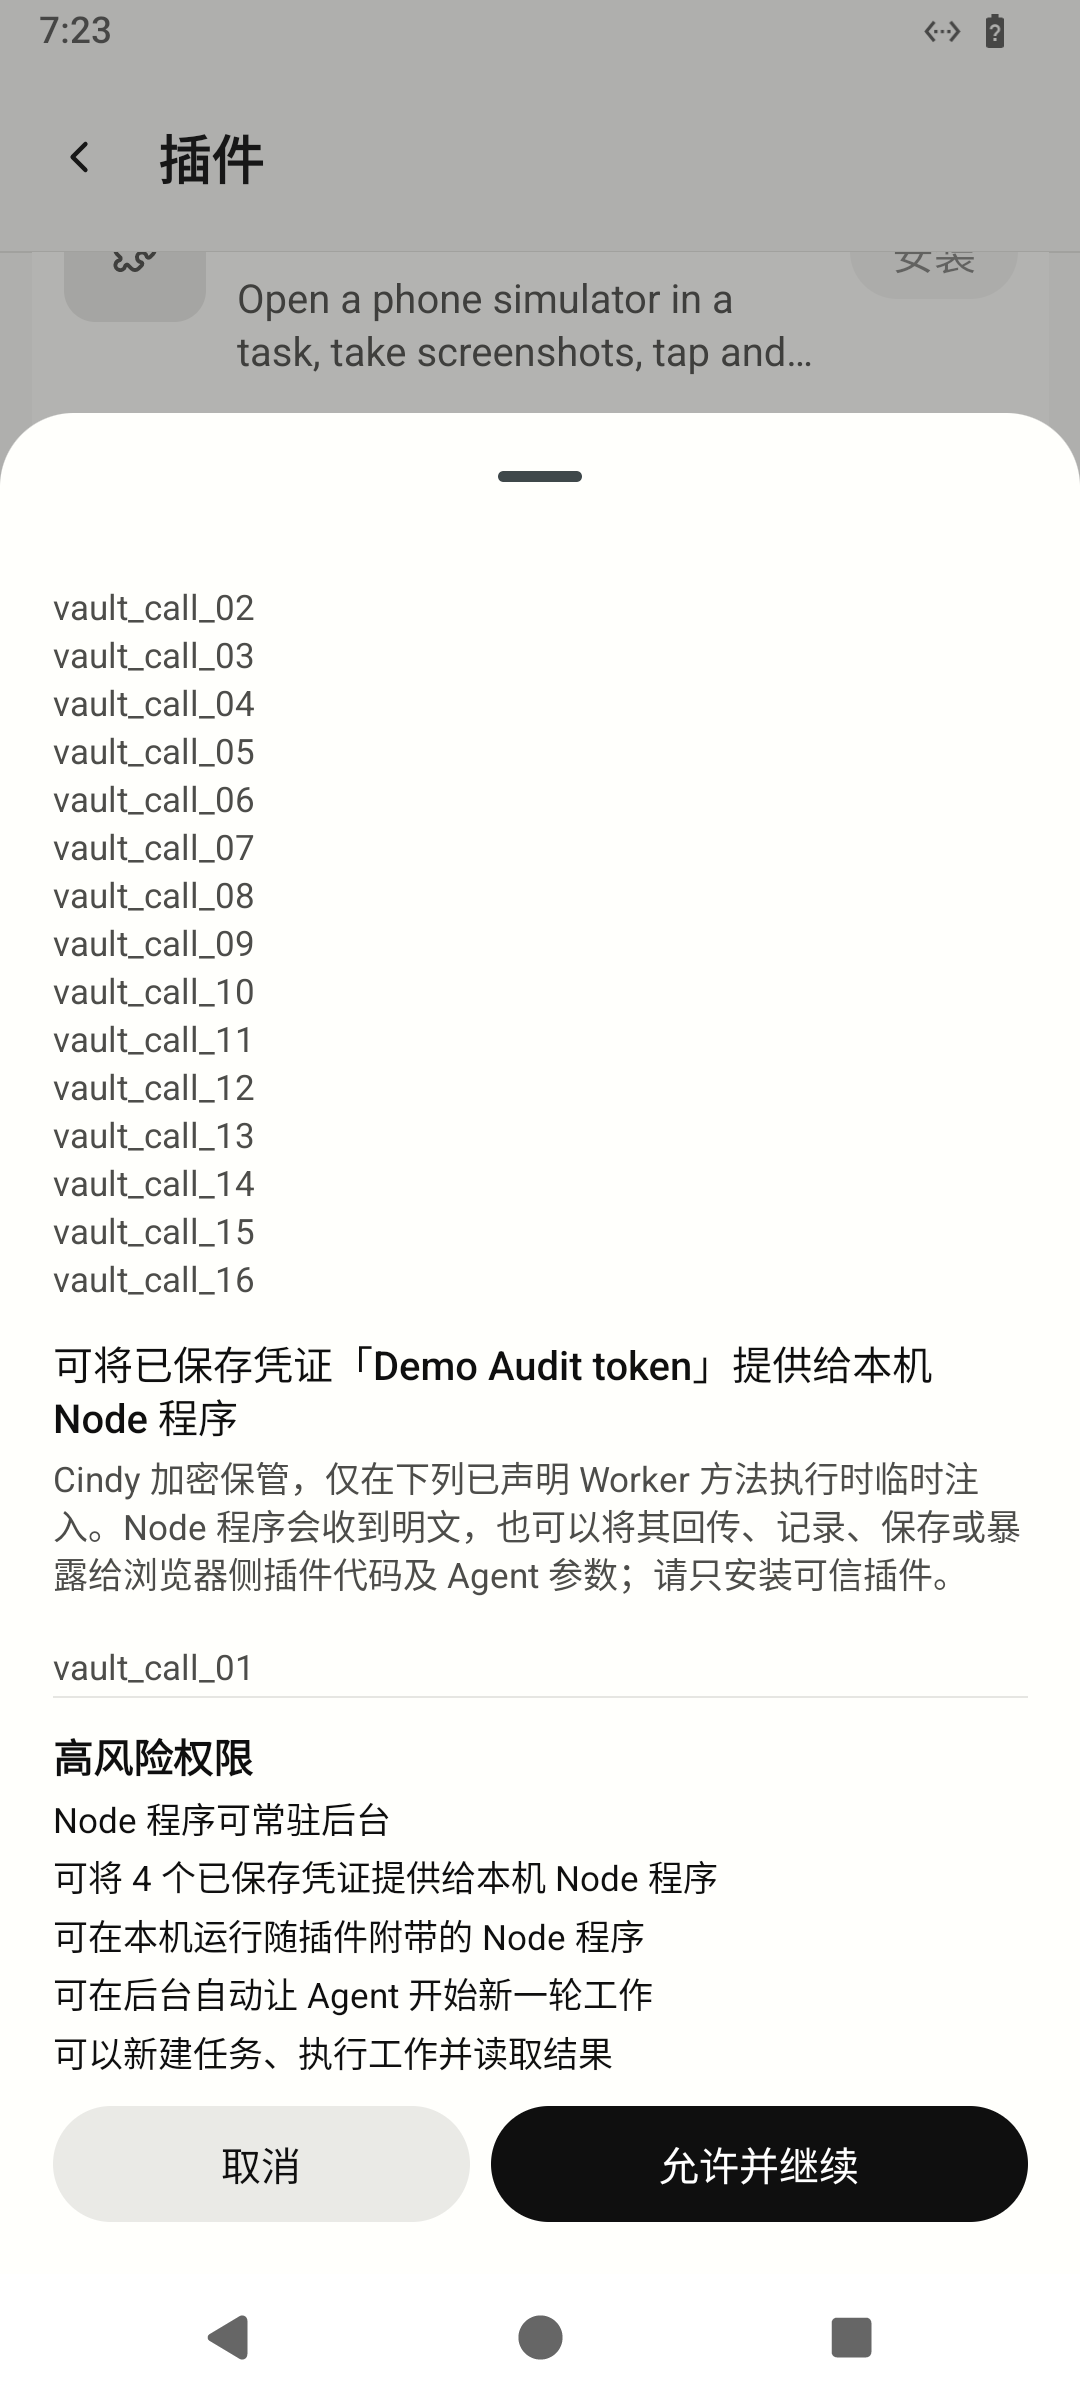 7:23
插件
安装
Open a phone simulator in a
task, take screenshots, tap and…
vault_call_02
vault_call_03
vault_call_04
vault_call_05
vault_call_06
vault_call_07
vault_call_08
vault_call_09
vault_call_10
vault_call_11
vault_call_12
vault_call_13
vault_call_14
vault_call_15
vault_call_16
可将已保存凭证「Demo Audit token」提供给本机
Node 程序
Cindy 加密保管，仅在下列已声明 Worker 方法执行时临时注
入。Node 程序会收到明文，也可以将其回传、记录、保存或暴
露给浏览器侧插件代码及 Agent 参数；请只安装可信插件。
vault_call_01
高风险权限
Node 程序可常驻后台
可将 4 个已保存凭证提供给本机 Node 程序
可在本机运行随插件附带的 Node 程序
可在后台自动让 Agent 开始新一轮工作
可以新建任务、执行工作并读取结果
取消
允许并继续